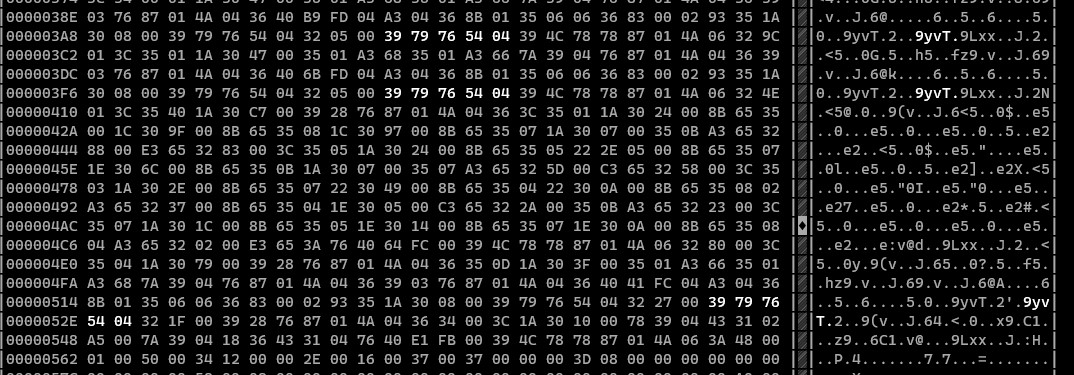 0000038E 03 76 87 01 4A 04 36 40 B9 FD 04 A3 04 36 8B 01 35 06 06 36 83 00 02 93 35 1A .v..J.6@.....6..5..6....5.
000003A8 30 08 00 39 79 76 54 04 32 05 00 39 79 76 54 04 39 4C 78 78 87 01 4A 06 32 9C 0..9yvT.2..9yvT.9Lxx..J.2.
000003C2 01 3C 35 01 1A 30 47 00 35 01 A3 68 35 01 A3 66 7A 39 04 76 87 01 4A 04 36 39 .<5..0G.5..h5..fz9.v..J.69
000003DC 03 76 87 01 4A 04 36 40 6B FD 04 A3 04 36 8B 01 35 06 06 36 83 00 02 93 35 1A .v..J.6@k....6..5..6....5.
000003F6 30 08 00 39 79 76 54 04 32 05 00 39 79 76 54 04 39 4C 78 78 87 01 4A 06 32 4E 0..9yvT.2..9yvT.9Lxx..J.2N
00000410 01 3C 35 40 1A 30 C7 00 39 28 76 87 01 4A 04 36 3C 35 01 1A 30 24 00 8B 65 35 .<5@.0..9(v..J.6<5..0$..e5
0000042A 00 1C 30 9F 00 8B 65 35 08 1C 30 97 00 8B 65 35 07 1A 30 07 00 35 0B A3 65 32 ..0...e5..0...e5..0..5..e2
00000444 88 00 E3 65 32 83 00 3C 35 05 1A 30 24 00 8B 65 35 05 22 2E 05 00 8B 65 35 07 ...e2..<5..0$..e5."....e5.
0000045E 1E 30 6C 00 8B 65 35 0B 1A 30 07 00 35 07 A3 65 32 5D 00 C3 65 32 58 00 3C 35 .0l..e5..0..5..e2]..e2X.<5
00000478 03 1A 30 2E 00 8B 65 35 07 22 30 49 00 8B 65 35 04 22 30 0A 00 8B 65 35 08 02 ..0...e5."0I..e5."0...e5..
00000492 A3 65 32 37 00 8B 65 35 04 1E 30 05 00 C3 65 32 2A 00 35 0B A3 65 32 23 00 3C .e27..e5..0...e2*.5..e2#.<
000004AC 35 07 1A 30 1C 00 8B 65 35 05 1E 30 14 00 8B 65 35 07 1E 30 0A 00 8B 65 35 08 5..0...e5..0...e5..0...e5.
000004C6 04 A3 65 32 02 00 E3 65 3A 76 40 64 FC 00 39 4C 78 78 87 01 4A 06 32 80 00 3C ..e2...e:v@d..9Lxx..J.2..<
000004E0 35 04 1A 30 79 00 39 28 76 87 01 4A 04 36 35 0D 1A 30 3F 00 35 01 A3 66 35 01 5..0y.9(v..J.65..0?.5..f5.
000004FA A3 68 7A 39 04 76 87 01 4A 04 36 39 03 76 87 01 4A 04 36 40 41 FC 04 A3 04 36 .hz9.v..J.69.v..J.6@A....6
00000514 8B 01 35 06 06 36 83 00 02 93 35 1A 30 08 00 39 79 76 54 04 32 27 00 39 79 76 ..5..6....5.0..9yvT.2'.9yv
0000052E 54 04 32 1F 00 39 28 76 87 01 4A 04 36 34 00 3C 1A 30 10 00 78 39 04 43 31 02 T.2..9(v..J.64.<.0..x9.C1.
00000548 A5 00 7A 39 04 18 36 43 31 04 76 40 E1 FB 00 39 4C 78 78 87 01 4A 06 3A 48 00 ..z9..6C1.v@...9Lxx..J.:H.
00000562 01 00 50 00 34 12 00 00 2E 00 16 00 37 00 37 00 00 00 3D 08 00 00 00 00 00 00 ..P.4.......7.7...=.......